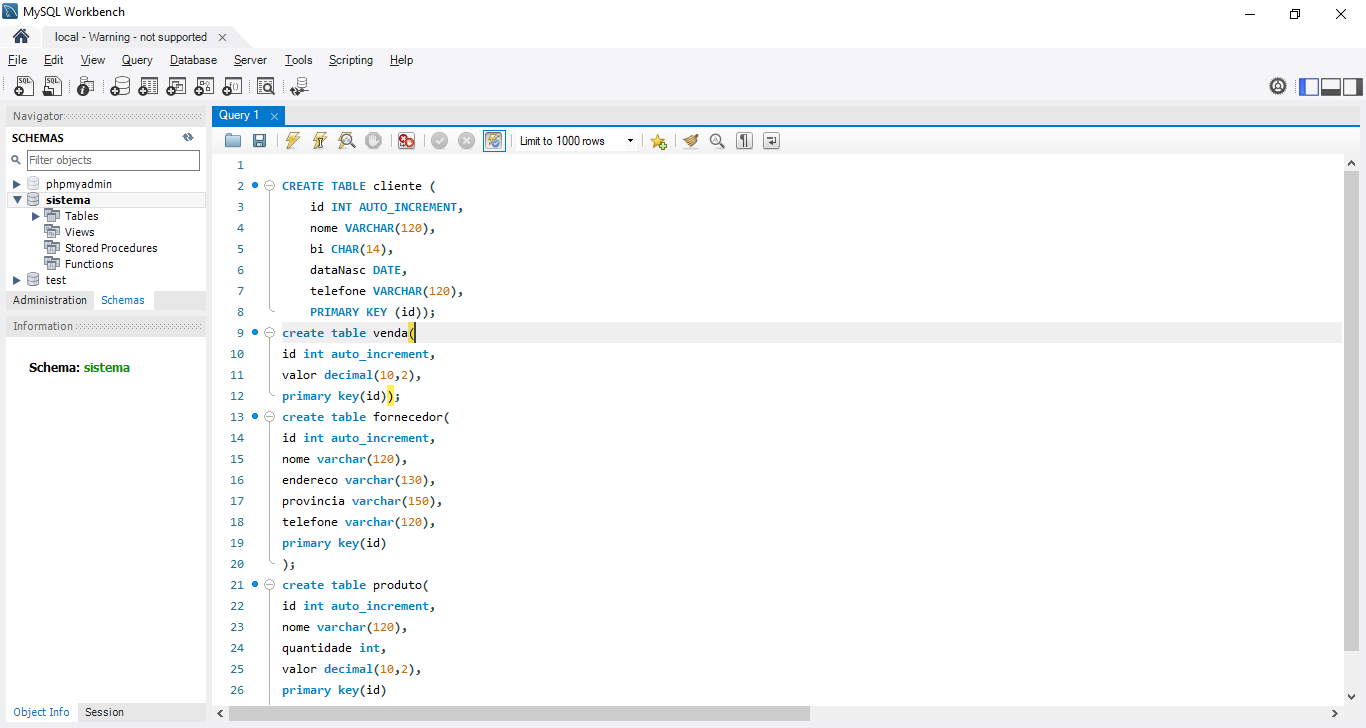 MySQL Workbench
local - Warning - not supported
File Edit View Query Database Server Tools Scripting Help
Navigator
SCHEMAS
Filter objects
phpmyadmin
sistema
Tables
Views
Stored Procedures
Functions
test
Administration Schemas
Information
Schema: sistema
Object Info Session
Query 1
Limit to 1000 rows
1
2 CREATE TABLE cliente (
3 id INT AUTO_INCREMENT,
4 nome VARCHAR(120),
5 bi CHAR(14),
6 dataNasc DATE,
7 telefone VARCHAR(120),
8 PRIMARY KEY (id));
9 create table venda(
10 id int auto_increment,
11 valor decimal(10,2),
12 primary key(id));
13 create table fornecedor(
14 id int auto_increment,
15 nome varchar(120),
16 endereco varchar(130),
17 provincia varchar(150),
18 telefone varchar(120),
19 primary key(id)
20 );
21 create table produto(
22 id int auto_increment,
23 nome varchar(120),
24 quantidade int,
25 valor decimal(10,2),
26 primary key(id)